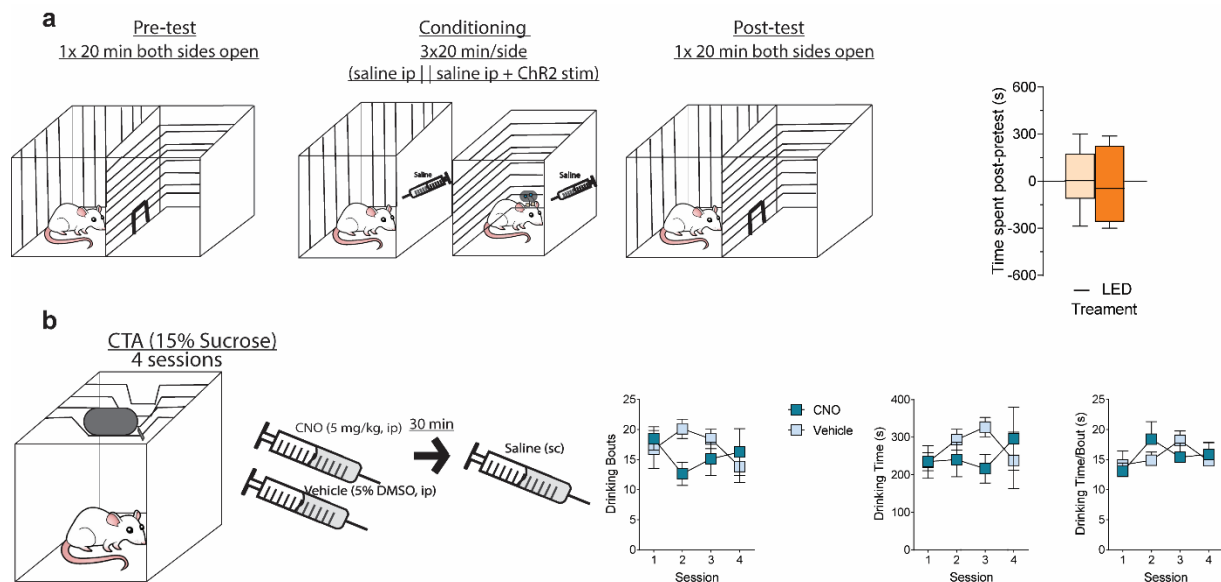 a
Pre-test
1x 20 min both sides open
Conditioning
3x20 min/side
(saline ip || saline ip + ChR2 stim)
Post-test
1x 20 min both sides open
Saline
Saline
Time spent post-pretest (s)
600
300
0
-300
-600
— LED
Treament
b
CTA (15% Sucrose)
4 sessions
CNO (5 mg/kg, ip)
Vehicle (5% DMSO, ip)
30 min
Saline (sc)
Drinking Bouts
25
20
15
10
5
0
1 2 3 4
Session
CNO
Vehicle
Drinking Time (s)
400
300
200
100
0
1 2 3 4
Session
Drinking Time/Bout (s)
25
20
15
10
5
0
1 2 3 4
Session